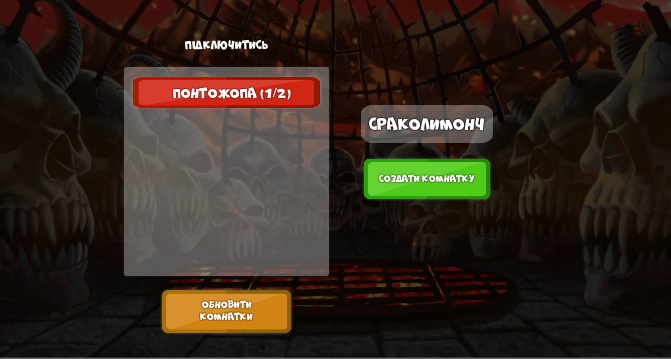 ПІДКЛЮЧИТИСЬ
ПОНТОЖОПА (1/2)
СРАКОЛИМОНЧ
СОЗДАТИ КОМНАТКУ
ОБНОВИТИ
КОМНАТКИ